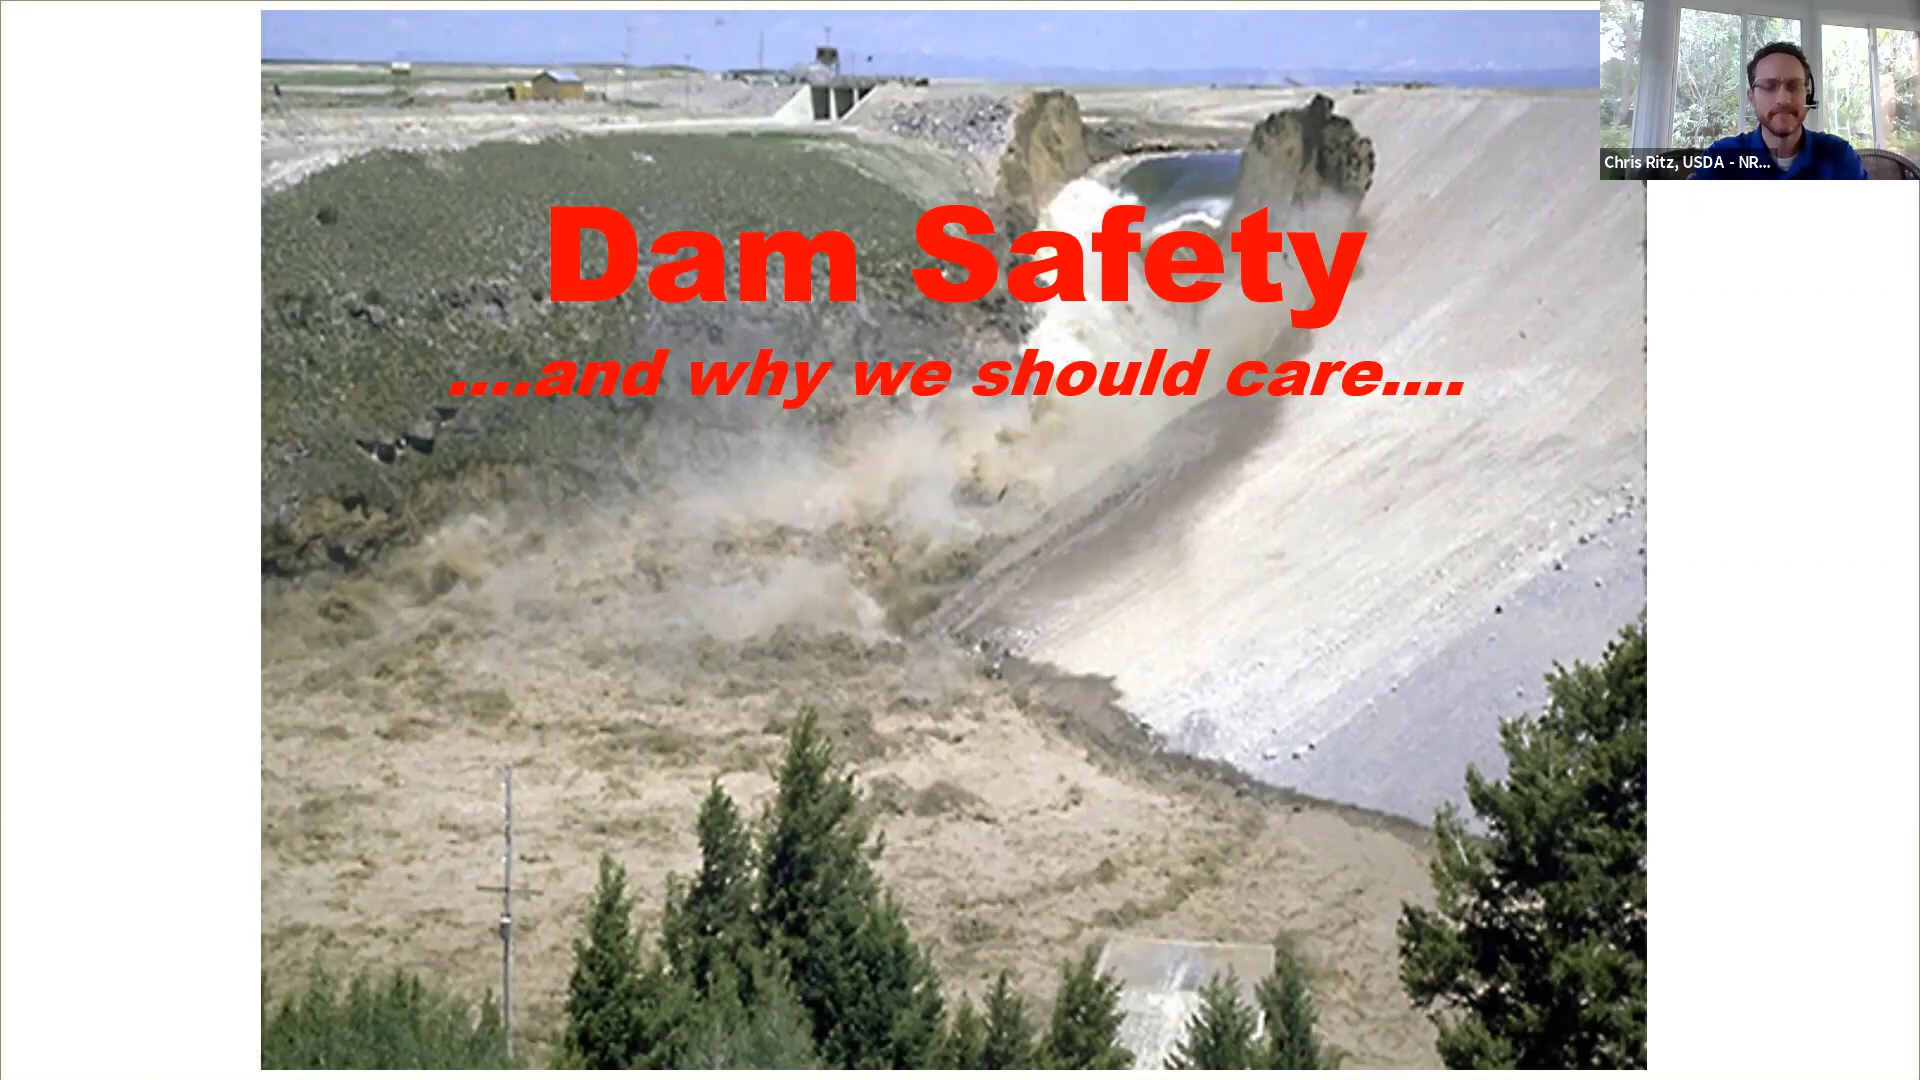 Dam Safety
....and why we should care....
Chris Ritz, USDA - NR...